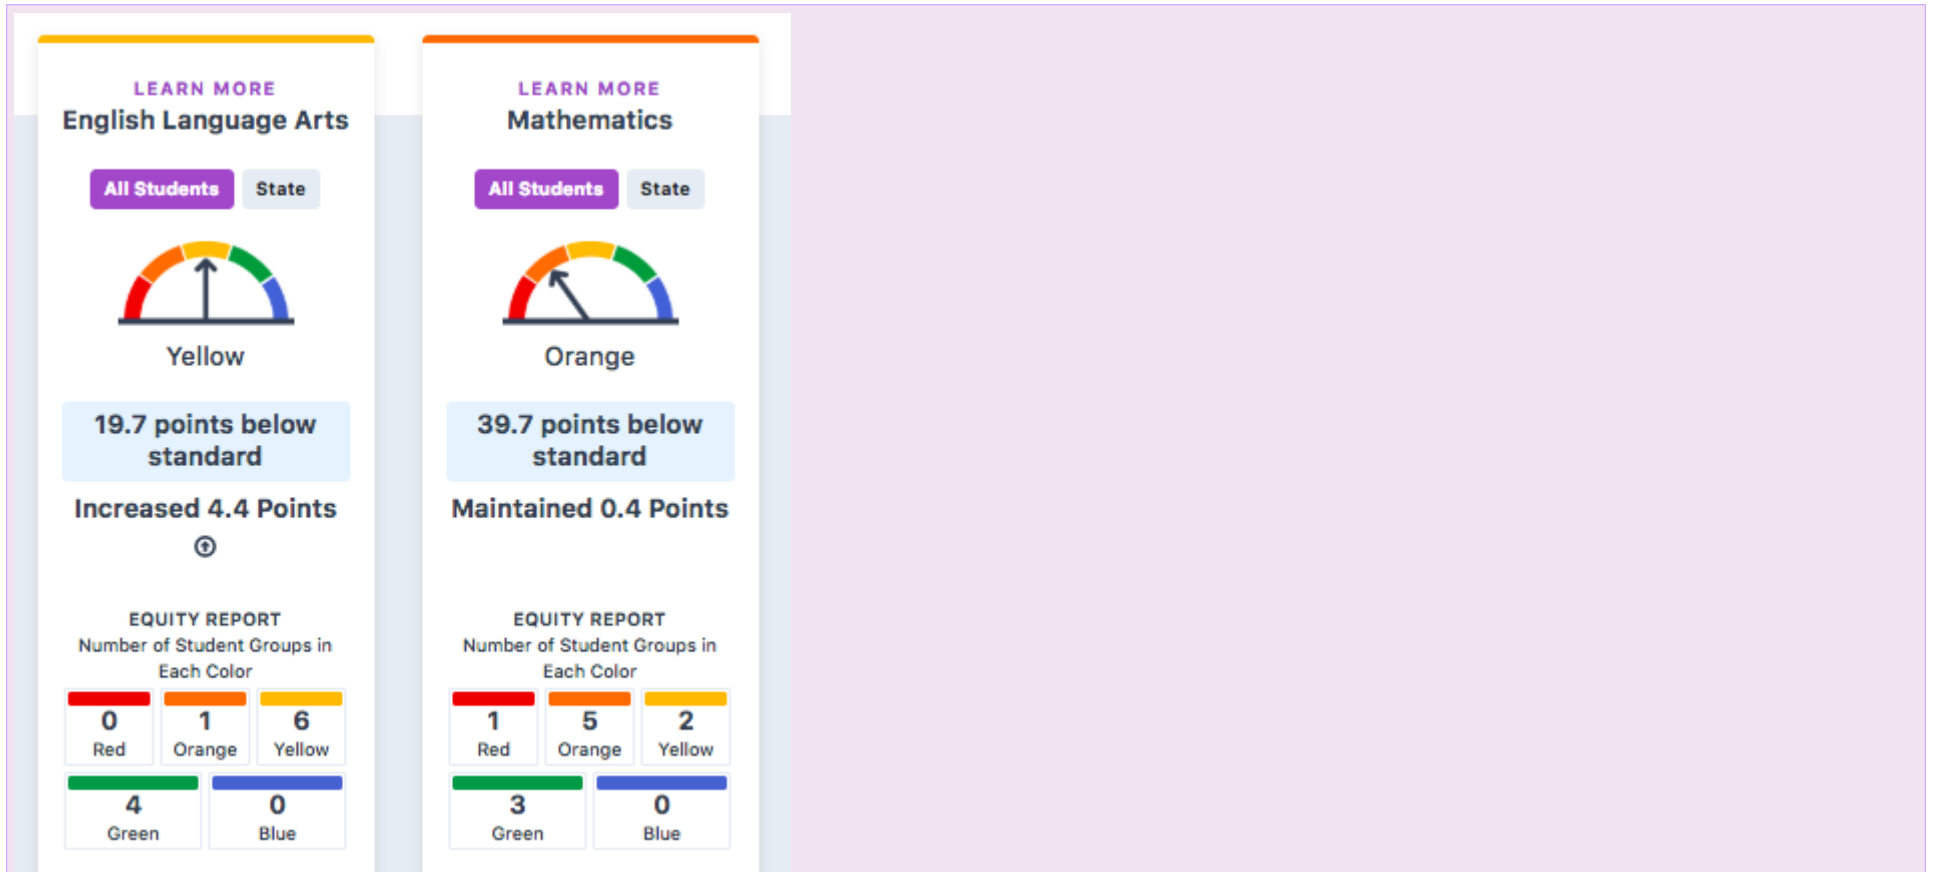 LEARN MORE
English Language Arts
All Students State
Yellow
19.7 points below
standard
Increased 4.4 Points
EQUITY REPORT
Number of Student Groups in
Each Color
0 1 6
Red Orange Yellow
4 0
Green Blue
LEARN MORE
Mathematics
All Students State
Orange
39.7 points below
standard
Maintained 0.4 Points
EQUITY REPORT
Number of Student Groups in
Each Color
1 5 2
Red Orange Yellow
3 0
Green Blue